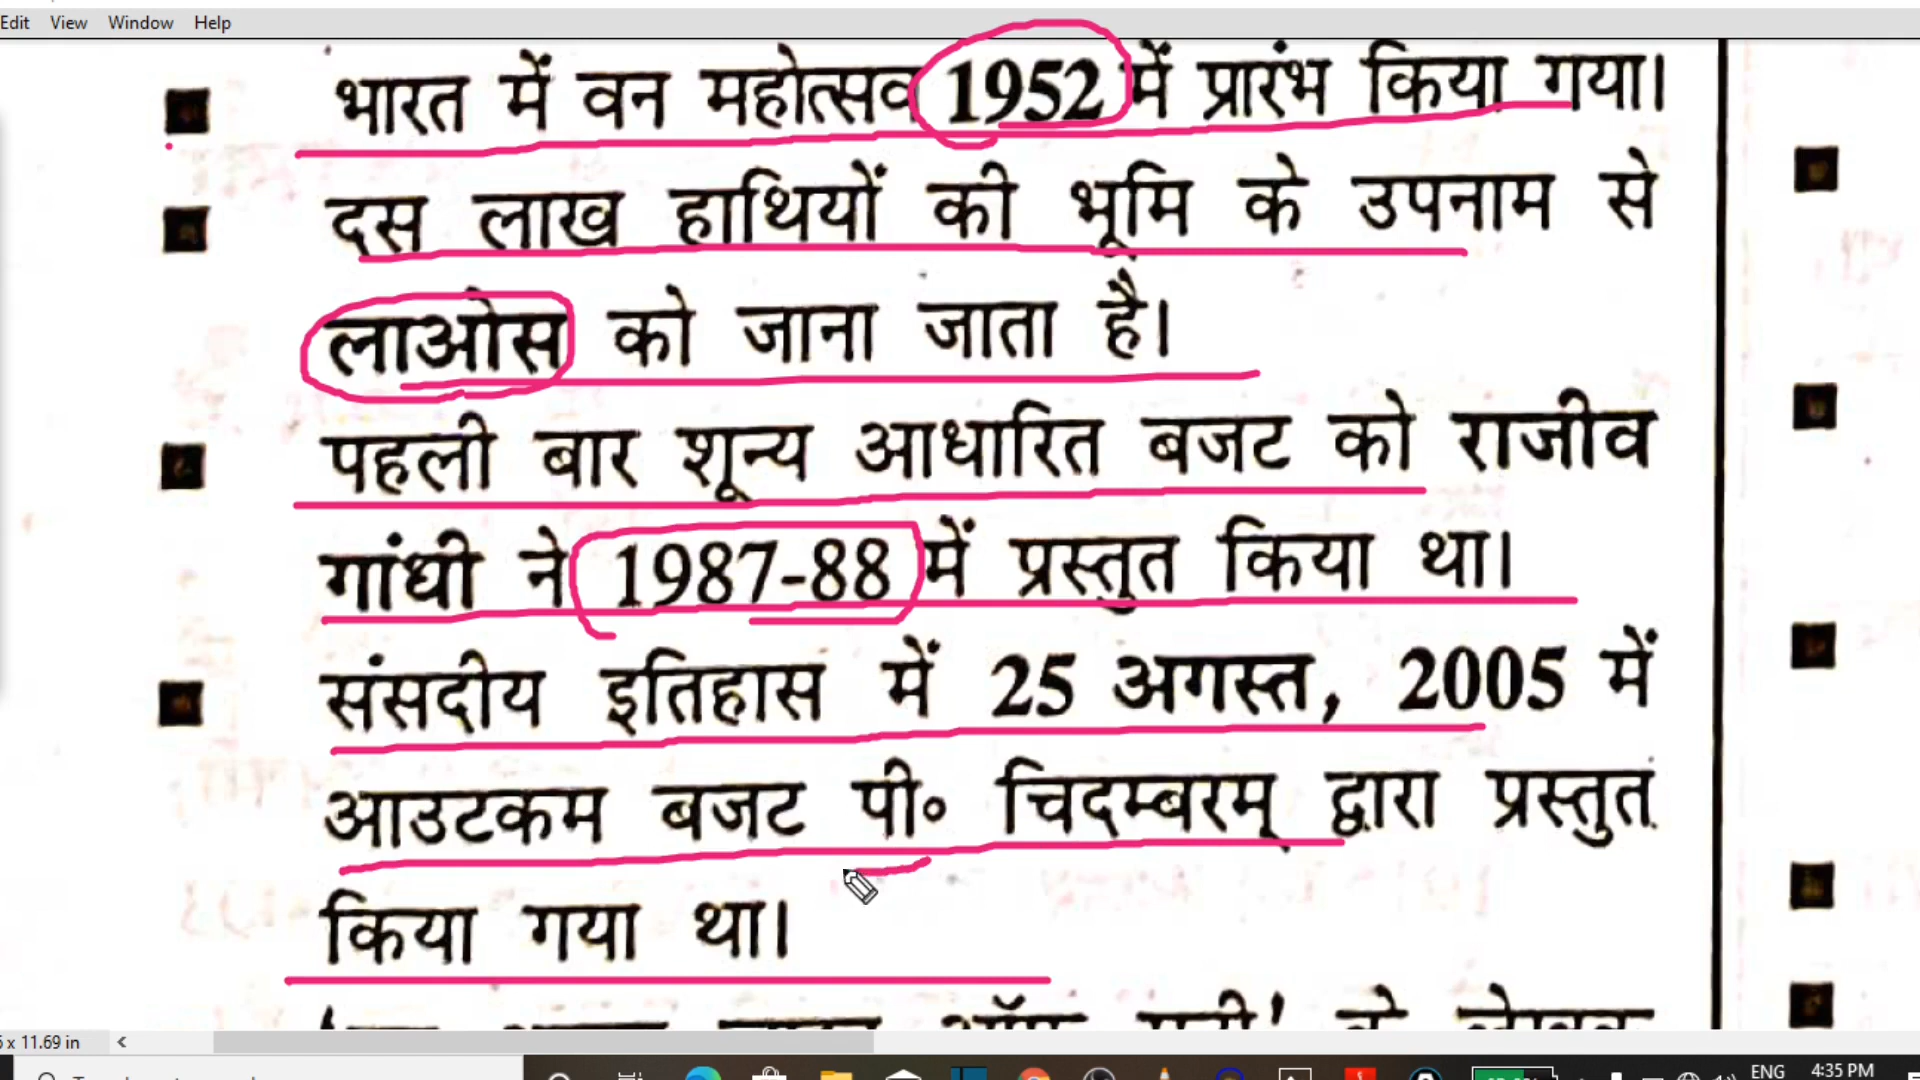 Edit View Window Help
भारत में वन महोत्सव 1952 में प्रारंभ किया गया।
दस लाख हाथियों की भूमि के उपनाम से
लाओस को जाना जाता है।
पहली बार शून्य आधारित बजट को राजीव
गांधी ने 1987-88 में प्रस्तुत किया था।
संसदीय इतिहास में 25 अगस्त, 2005 में
आउटकम बजट पी० चिदम्बरम् द्वारा प्रस्तुत
किया गया था।
x 11.69 in
ENG 4:35 PM